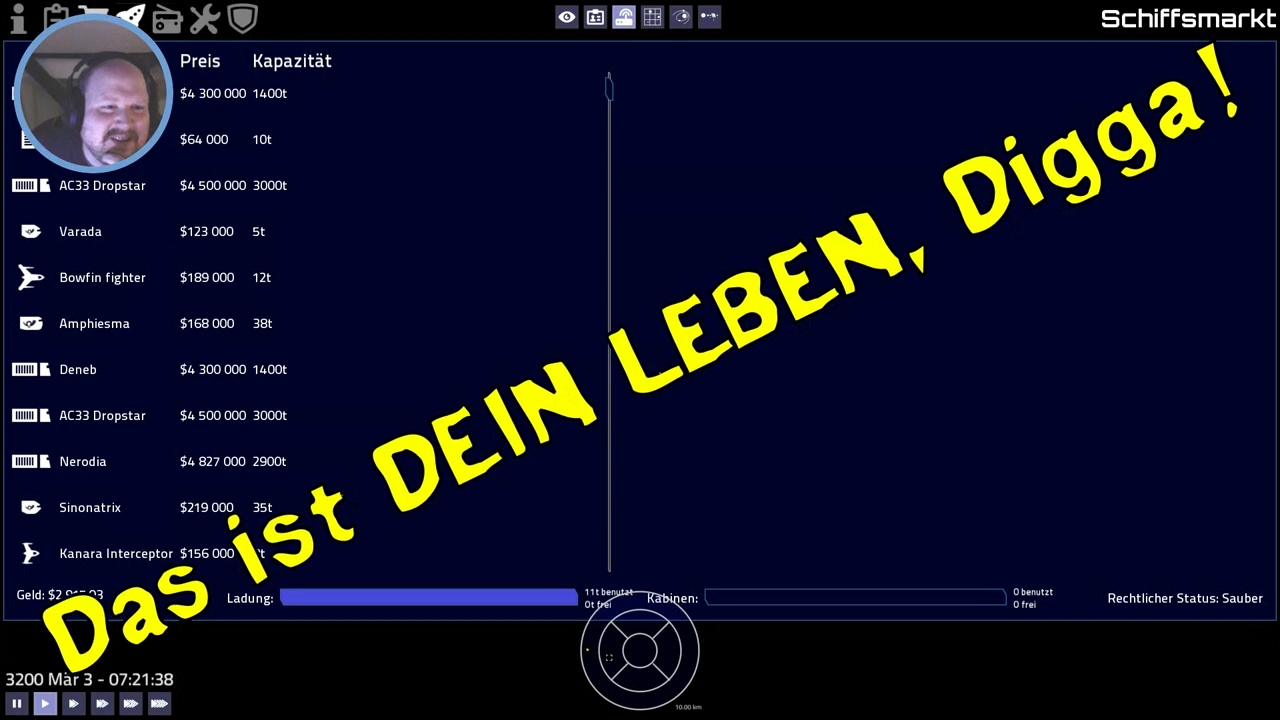 Schiffsmarkt
Preis Kapazität
$4 300 000 1400t
$64 000 10t
AC33 Dropstar $4 500 000 3000t
Varada $123 000 5t
Bowfin fighter $189 000 12t
Amphiesma $168 000 38t
Deneb $4 300 000 1400t
AC33 Dropstar $4 500 000 3000t
Nerodia $4 827 000 2900t
Sinonatrix $219 000 35t
Kanara Interceptor $156 000
Das ist DEIN LEBEN, Digga!
Geld:
Ladung:
11t benutzt
0t frei
Kabinen:
0 benutzt
0 frei
Rechtlicher Status: Sauber
3200 Mär 3 - 07:21:38
10.00 km